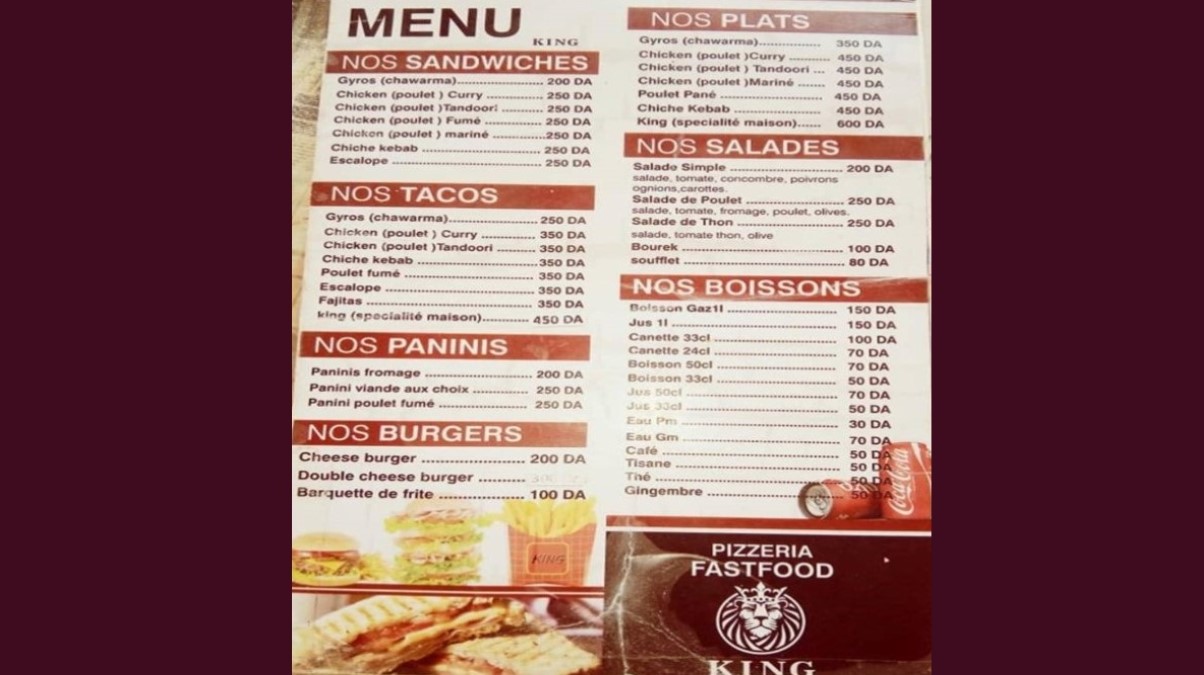 MENU KING
NOS SANDWICHES
Gyros (chawarma)..................... 200 DA
Chicken (poulet ) Curry ............... 250 DA
Chicken (poulet )Tandoori .......... 250 DA
Chicken (poulet ) Fumé .............. 250 DA
Chicken (poulet ) mariné .............250 DA
Chiche kebab .............................. 250 DA
Escalope ..................................... 250 DA
NOS TACOS
Gyros (chawarma)..................... 250 DA
Chicken (poulet ) Curry ............. 350 DA
Chicken (poulet )Tandoori ......... 350 DA
Chiche kebab ............................. 350 DA
Poulet fumé ................................ 350 DA
Escalope .................................... 350 DA
Fajitas ........................................ 350 DA
king (specialité maison)............ 450 DA
NOS PANINIS
Paninis fromage ......................... 200 DA
Panini viande aux choix ............. 250 DA
Panini poulet fumé ..................... 250 DA
NOS BURGERS
Cheese burger ...................... 200 DA
Double cheese burger .......... DA
Barquette de frite .................. 100 DA
KING
NOS PLATS
Gyros (chawarma)................ 350 DA
Chicken (poulet )Curry .......... 450 DA
Chicken (poulet ) Tandoori ... 450 DA
Chicken (poulet )Mariné ....... 450 DA
Poulet Pané .......................... 450 DA
Chiche Kebab ...................... 450 DA
King (specialité maison)...... 600 DA
NOS SALADES
Salade Simple ............................ 200 DA
salade, tomate, concombre, poivrons
ognions,carottes.
Salade de Poulet ........................ 250 DA
salade, tomate, fromage, poulet, olives.
Salade de Thon .......................... 250 DA
salade, tomate thon, olive
Bourek ........................................ 100 DA
soufflet ........................................ 80 DA
NOS BOISSONS
Boisson Gaz1l ............................ 150 DA
Jus 1l .......................................... 150 DA
Canette 33cl ............................... 100 DA
Canette 24cl ............................... 70 DA
Boisson 50cl ............................... 70 DA
Boisson 33cl ............................... 50 DA
Jus 50cl ...................................... 70 DA
Jus 33cl ...................................... 50 DA
Eau Pm ....................................... 30 DA
Eau Gm ....................................... 70 DA
Café ............................................ 50 DA
Tisane ......................................... 50 DA
Thé .............................................. 50 DA
Gingembre .................................. 50 DA
Coca-Cola
PIZZERIA
FASTFOOD
KING